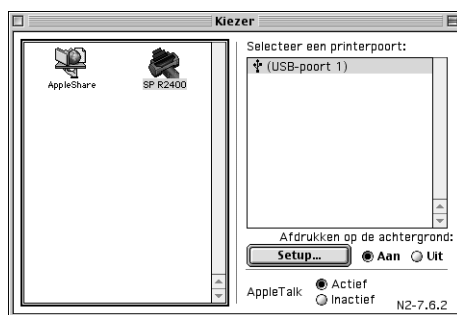 Kiezer
AppleShare
SP R2400
Selecteer een printerpoort:
(USB-poort 1)
Afdrukken op de achtergrond:
Setup... Aan Uit
AppleTalk Actief
Inactief
N2-7.6.2